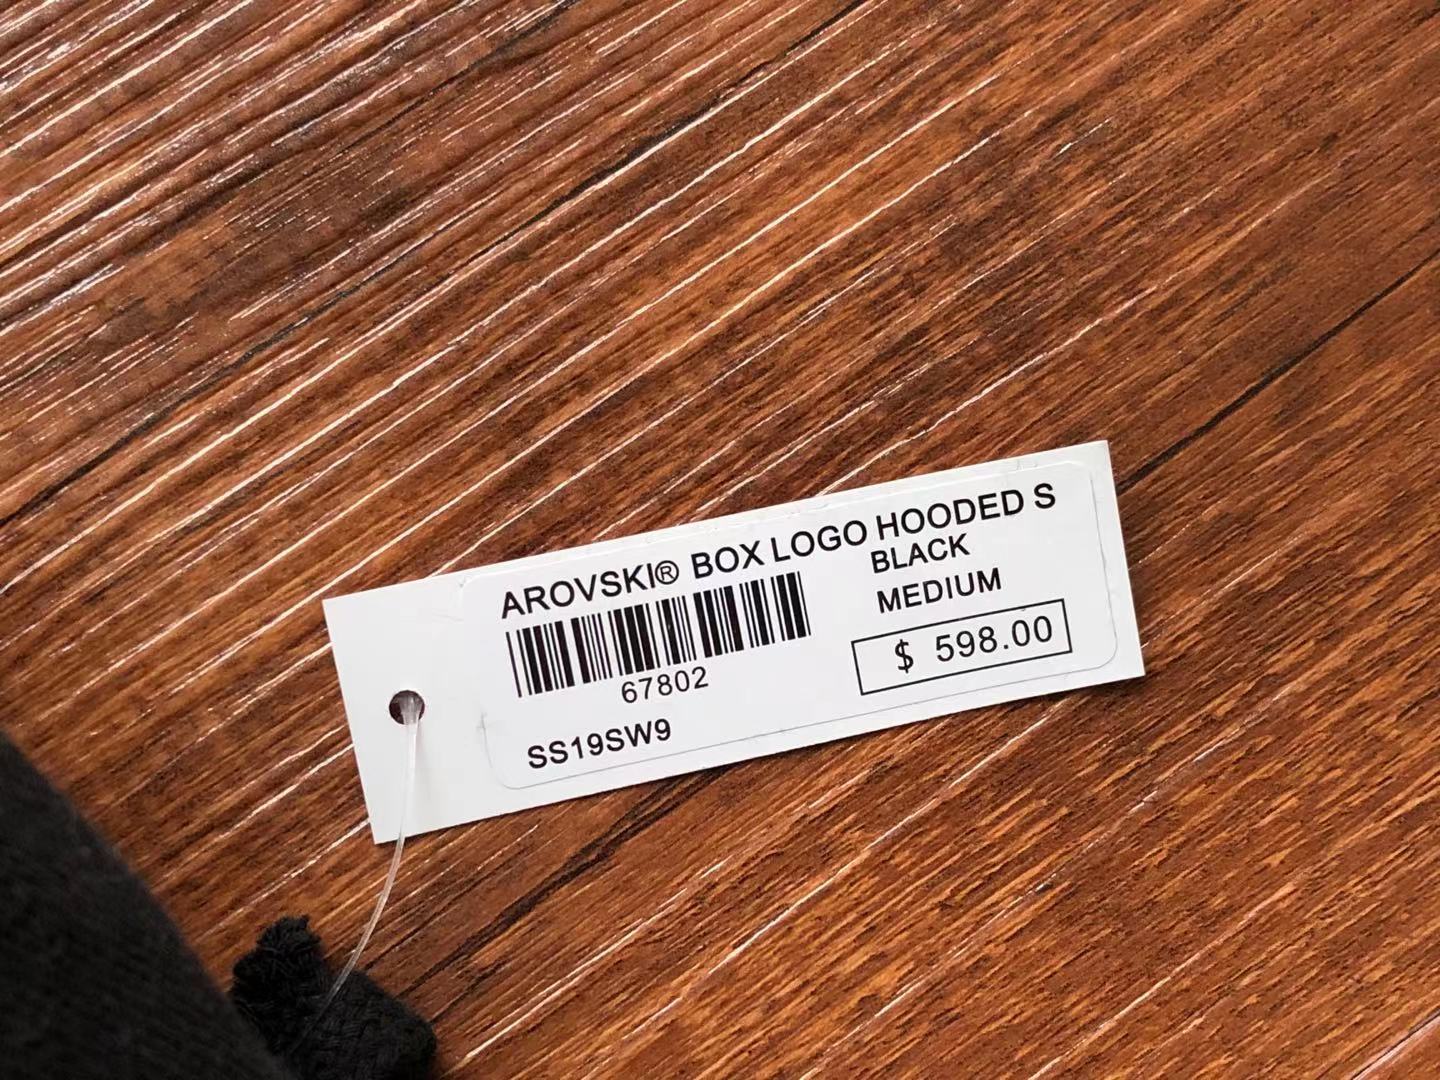 AROVSKI® BOX LOGO HOODED S
BLACK
MEDIUM
$ 598.00
67802
SS19SW9